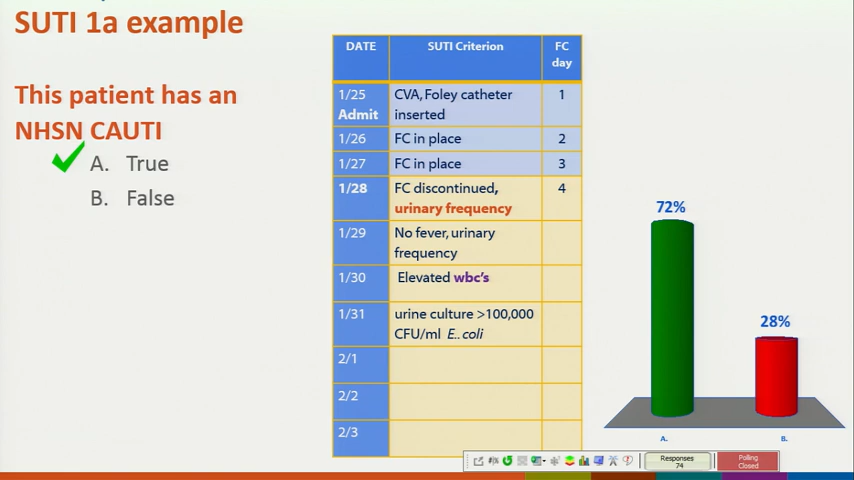 SUTI 1a example
This patient has an
NHSN CAUTI
A. True
B. False
DATE SUTI Criterion FC day
1/25 Admit CVA, Foley catheter inserted 1
1/26 FC in place 2
1/27 FC in place 3
1/28 FC discontinued, urinary frequency 4
1/29 No fever, urinary frequency
1/30 Elevated wbc's
1/31 urine culture >100,000 CFU/ml E..coli
2/1
2/2
2/3
72%
28%
A. B.
Responses
74
Polling
Closed